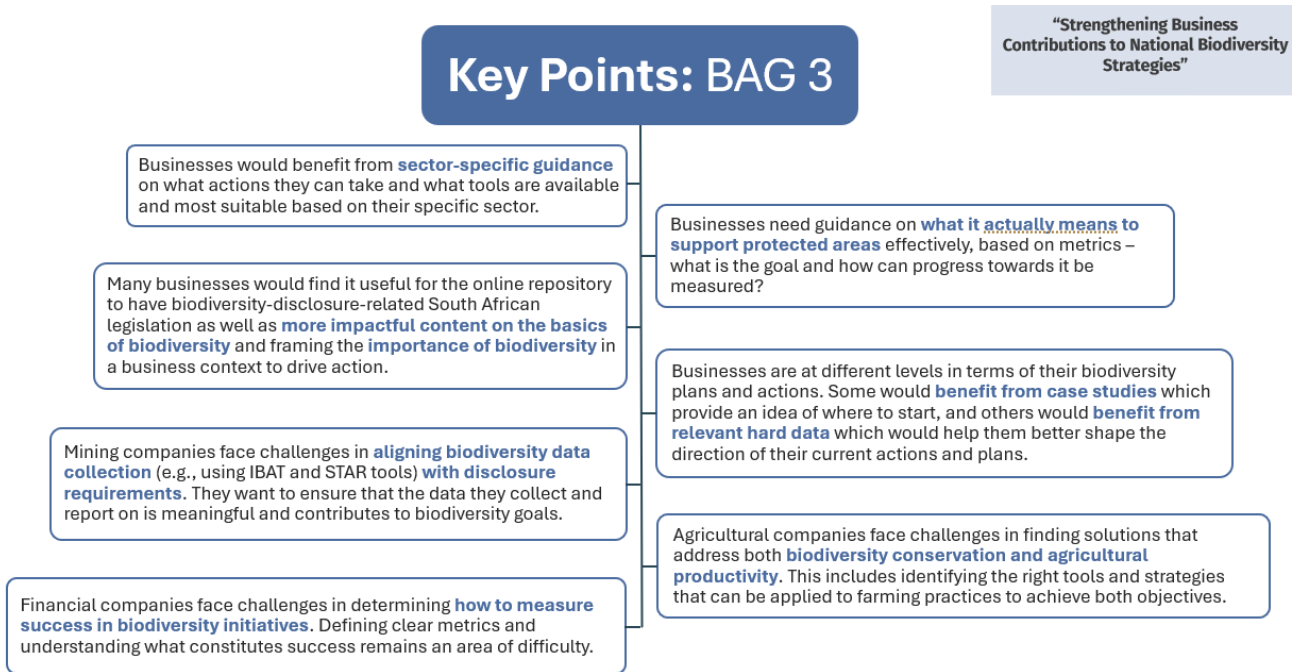 "Strengthening Business
Contributions to National Biodiversity
Strategies"
Key Points: BAG 3
Businesses would benefit from sector-specific guidance
on what actions they can take and what tools are available
and most suitable based on their specific sector.
Businesses need guidance on what it actually means to
support protected areas effectively, based on metrics –
what is the goal and how can progress towards it be
measured?
Many businesses would find it useful for the online repository
to have biodiversity-disclosure-related South African
legislation as well as more impactful content on the basics
of biodiversity and framing the importance of biodiversity in
a business context to drive action.
Businesses are at different levels in terms of their biodiversity
plans and actions. Some would benefit from case studies which
provide an idea of where to start, and others would benefit from
relevant hard data which would help them better shape the
direction of their current actions and plans.
Mining companies face challenges in aligning biodiversity data
collection (e.g., using IBAT and STAR tools) with disclosure
requirements. They want to ensure that the data they collect and
report on is meaningful and contributes to biodiversity goals.
Agricultural companies face challenges in finding solutions that
address both biodiversity conservation and agricultural
productivity. This includes identifying the right tools and strategies
that can be applied to farming practices to achieve both objectives.
Financial companies face challenges in determining how to measure
success in biodiversity initiatives. Defining clear metrics and
understanding what constitutes success remains an area of difficulty.